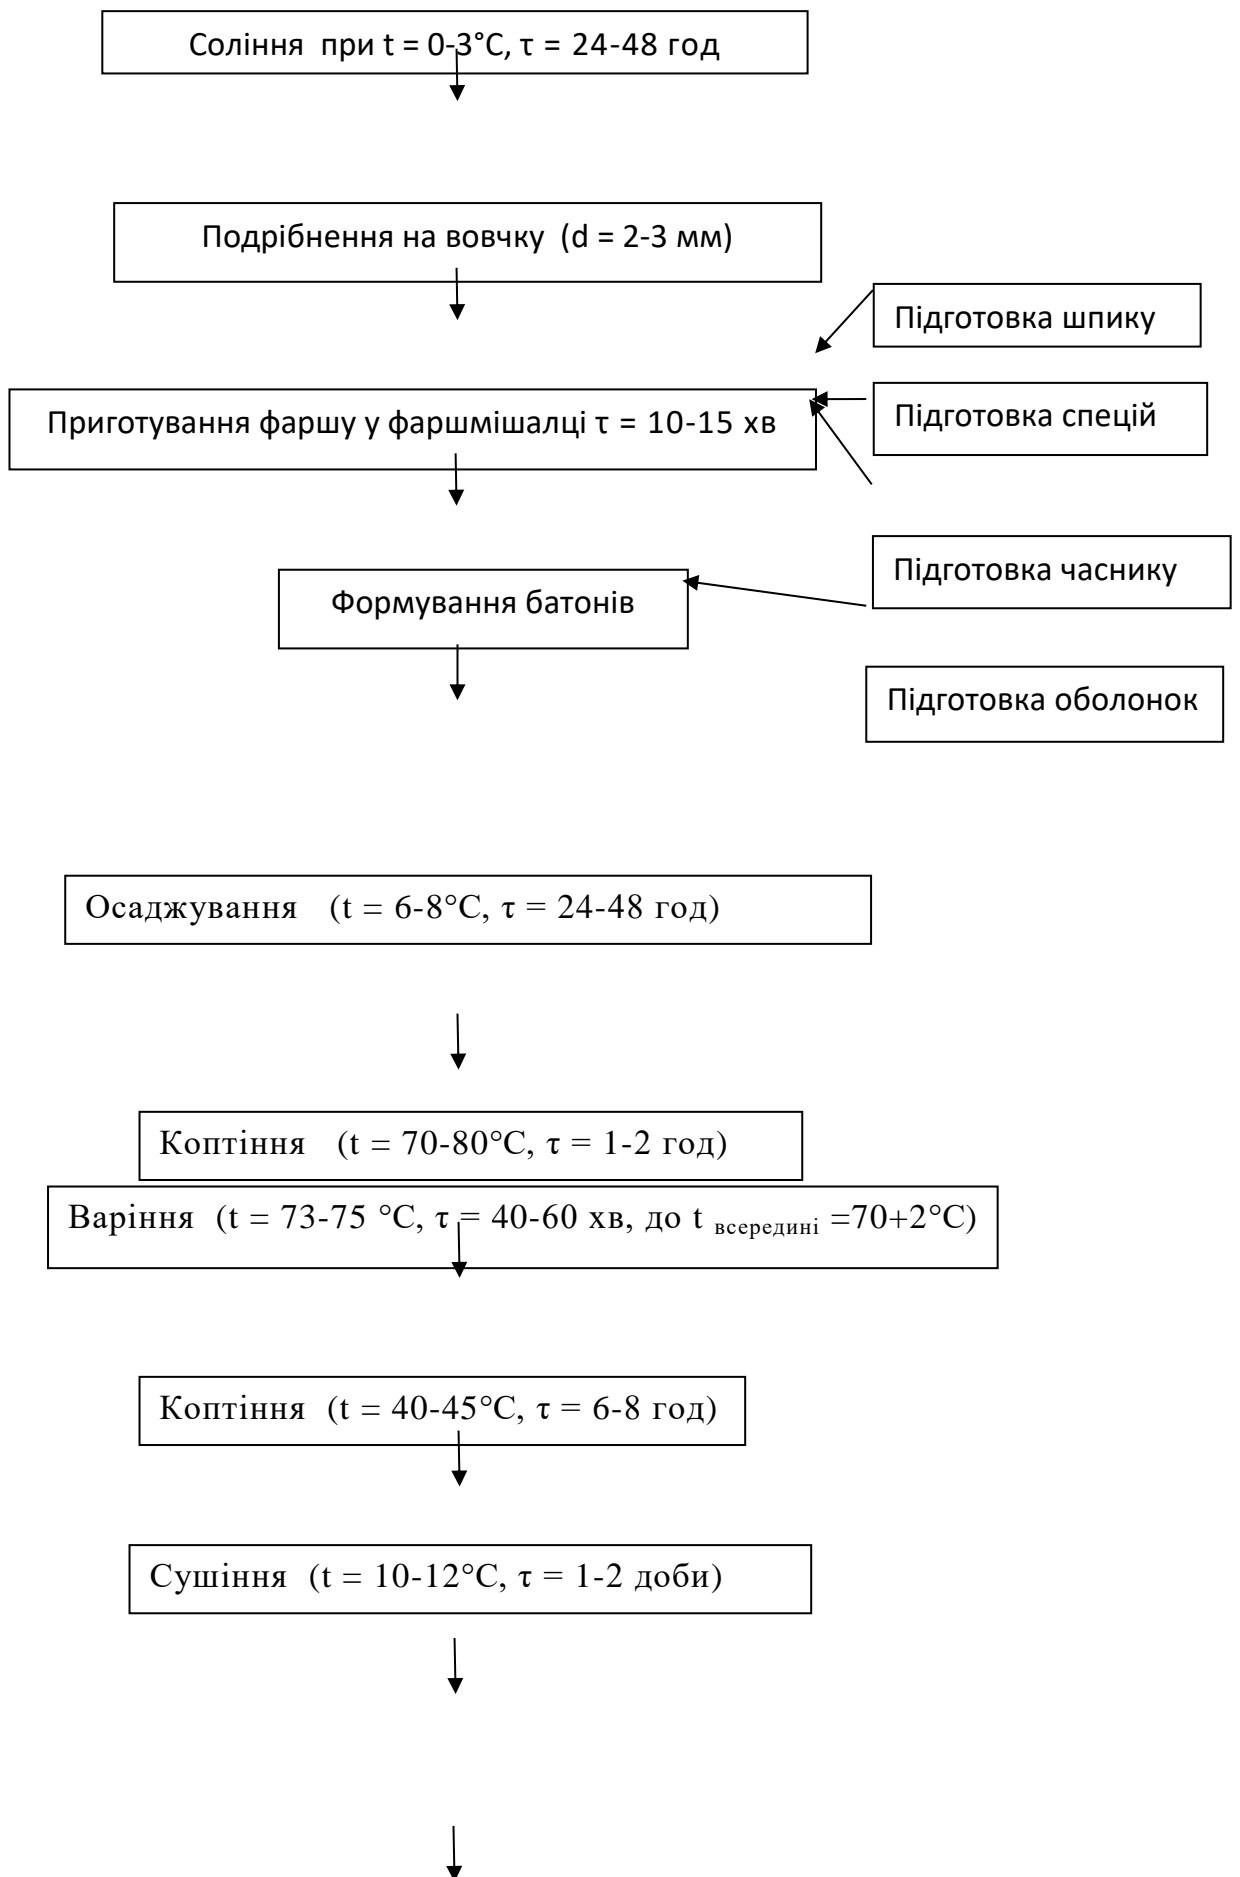 Соління при t = 0-3°С, τ = 24-48 год
Подрібнення на вовчку (d = 2-3 мм)
Підготовка шпику
Приготування фаршу у фаршмішалці τ = 10-15 хв
Підготовка спецій
Підготовка часнику
Формування батонів
Підготовка оболонок
Осаджування (t = 6-8°С, τ = 24-48 год)
Коптіння (t = 70-80°С, τ = 1-2 год)
Варіння (t = 73-75 °С, τ = 40-60 хв, до t всередині =70+2°С)
Коптіння (t = 40-45°С, τ = 6-8 год)
Сушіння (t = 10-12°С, τ = 1-2 доби)